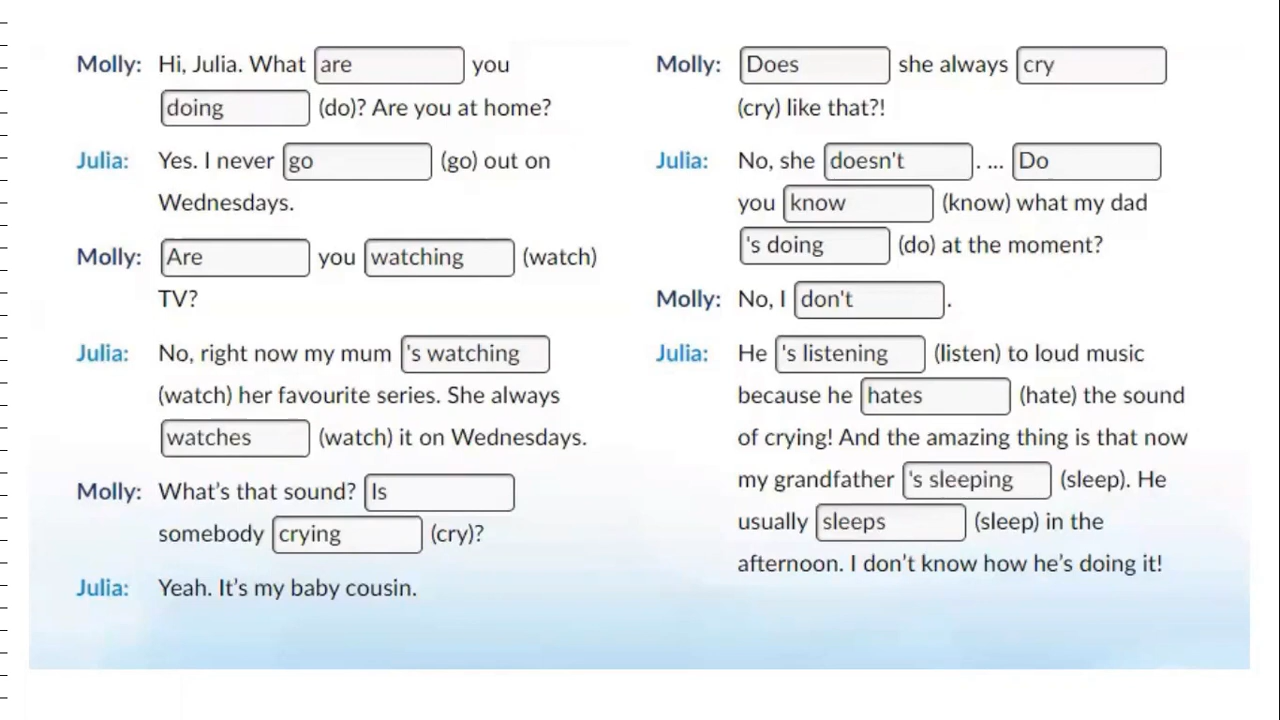 Molly: Hi, Julia. What are you
doing (do)? Are you at home?
Julia: Yes. I never go (go) out on
Wednesdays.
Molly: Are you watching (watch)
TV?
Julia: No, right now my mum 's watching
(watch) her favourite series. She always
watches (watch) it on Wednesdays.
Molly: What's that sound? Is
somebody crying (cry)?
Julia: Yeah. It's my baby cousin.
Molly: Does she always cry
(cry) like that?!
Julia: No, she doesn't . ... Do
you know (know) what my dad
's doing (do) at the moment?
Molly: No, I don't .
Julia: He 's listening (listen) to loud music
because he hates (hate) the sound
of crying! And the amazing thing is that now
my grandfather 's sleeping (sleep). He
usually sleeps (sleep) in the
afternoon. I don't know how he's doing it!